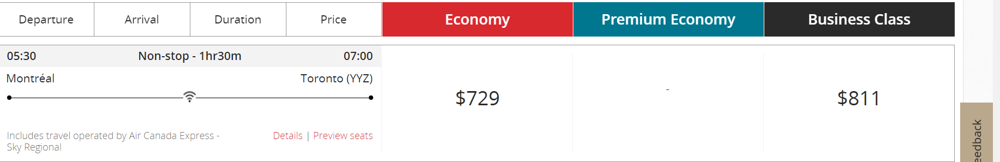 Departure Arrival Duration Price Economy Premium Economy Business Class
05:30 Non-stop - 1hr30m 07:00
Montréal Toronto (YYZ)
$729 - $811
Includes travel operated by Air Canada Express -
Sky Regional
Details | Preview seats
eedback